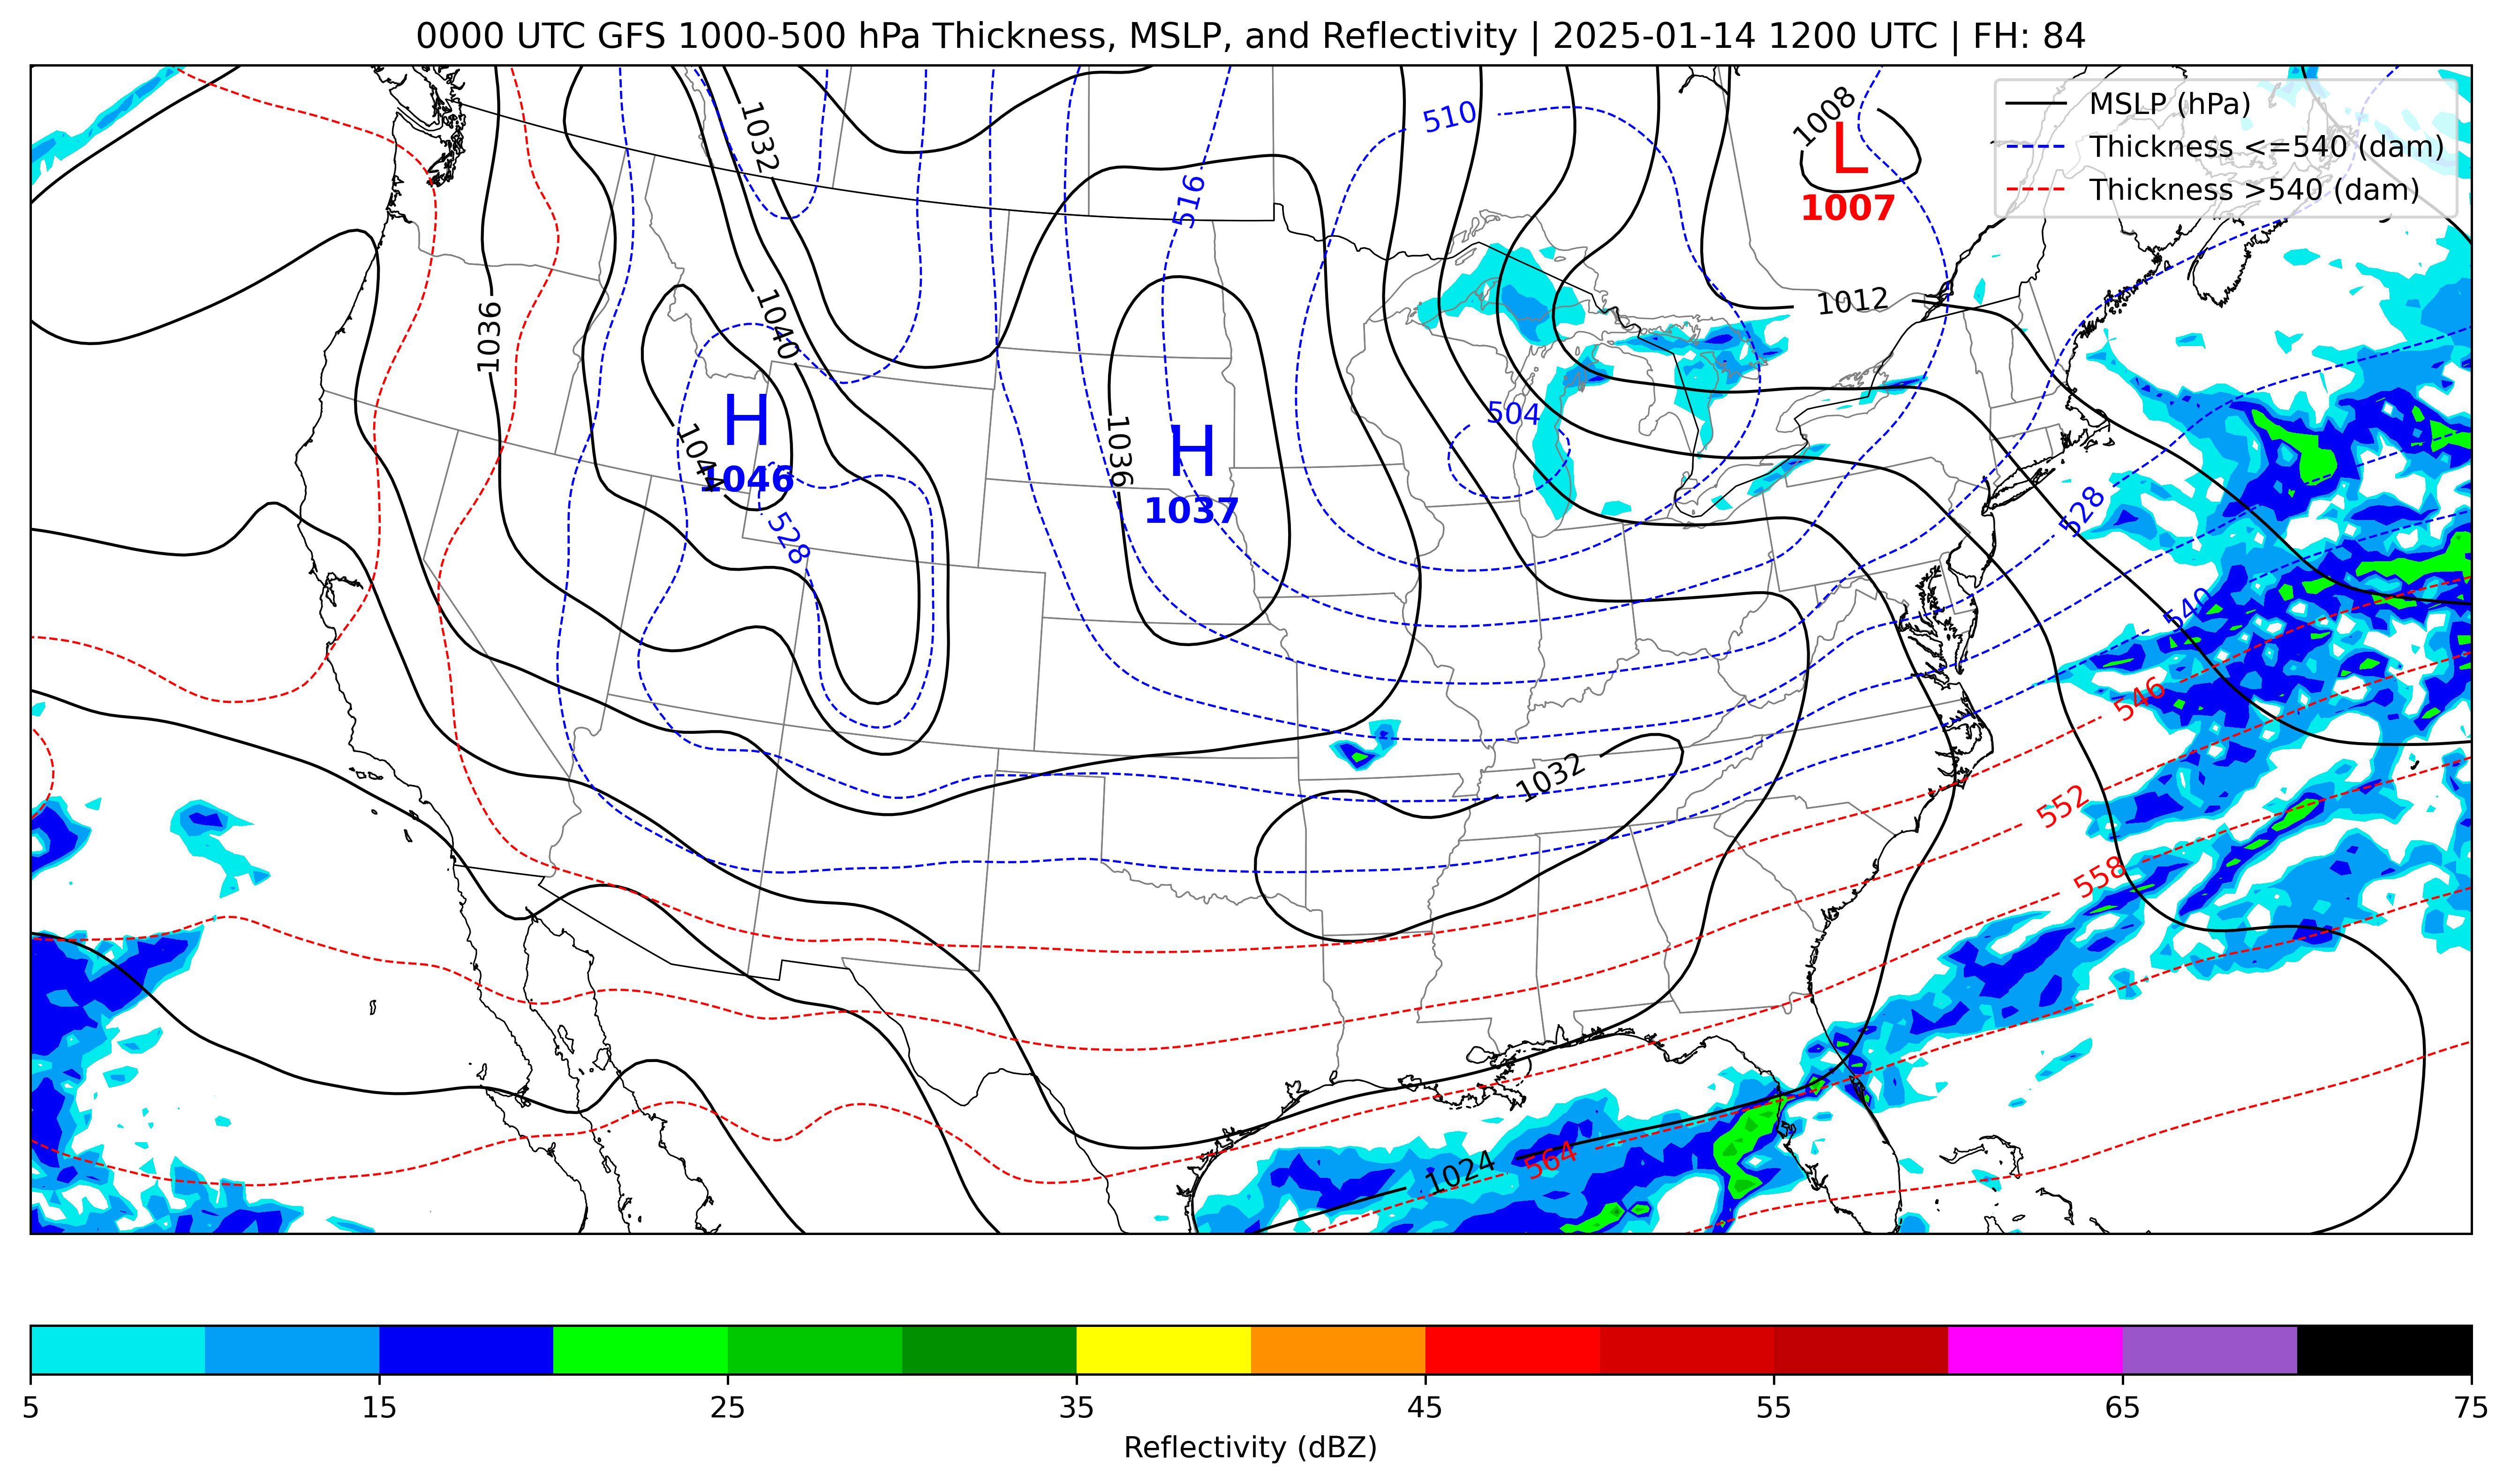 0000 UTC GFS 1000-500 hPa Thickness, MSLP, and Reflectivity | 2025-01-14 1200 UTC | FH: 84
MSLP (hPa)
Thickness <=540 (dam)
Thickness >540 (dam)
1008
L
1007
510
1032
516
1012
1036
1040
504
H
1046
1044
H
1037
1036
528
528
540
546
1032
552
558
1024
564
5 15 25 35 45 55 65 75
Reflectivity (dBZ)